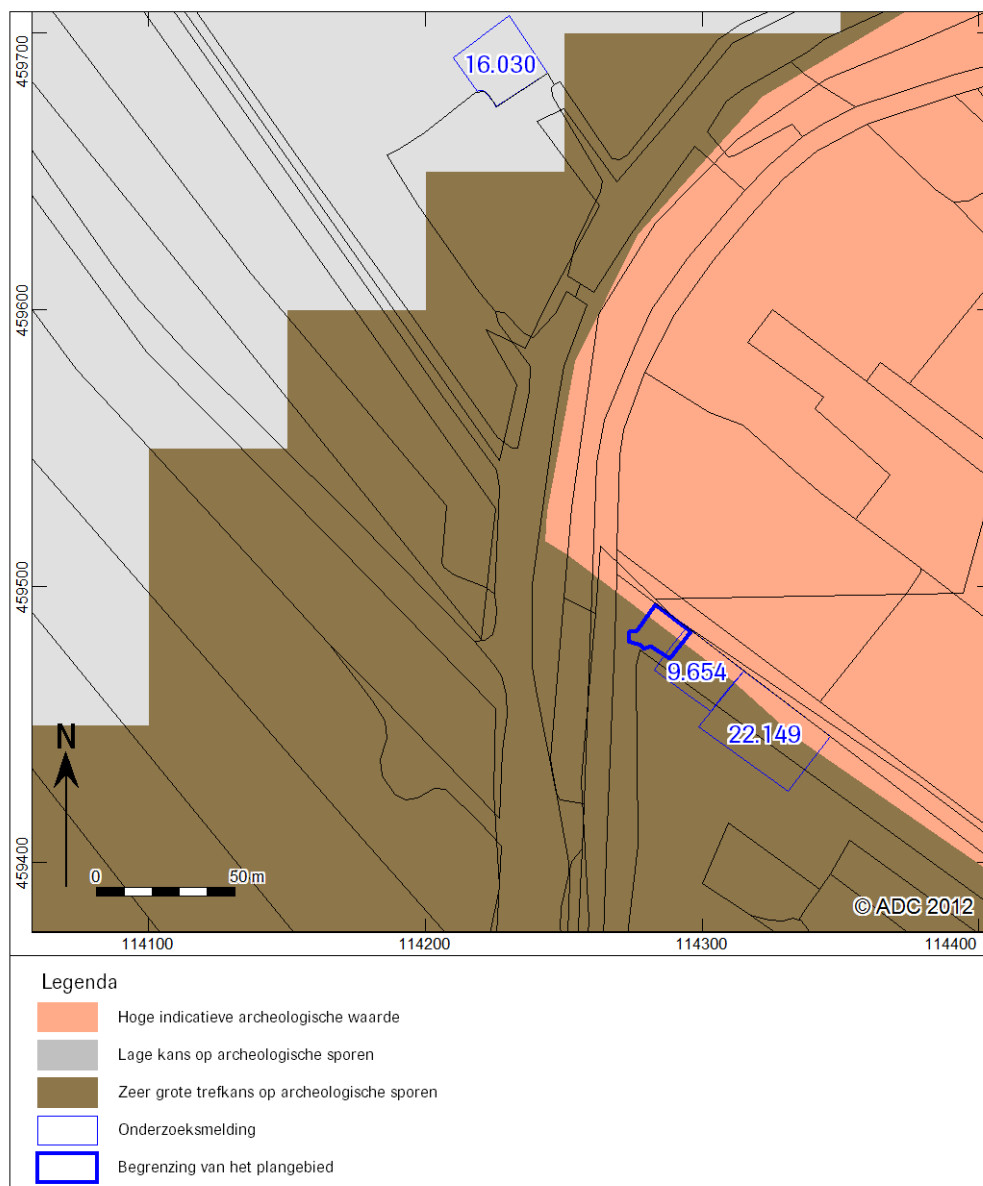 459700
16.030
459600
459500
9.654
22.149
N
459400
0
50 m
© ADC 2012
114100
114200
114300
114400
Legenda
Hoge indicatieve archeologische waarde
Lage kans op archeologische sporen
Zeer grote trefkans op archeologische sporen
Onderzoeksmelding
Begrenzing van het plangebied